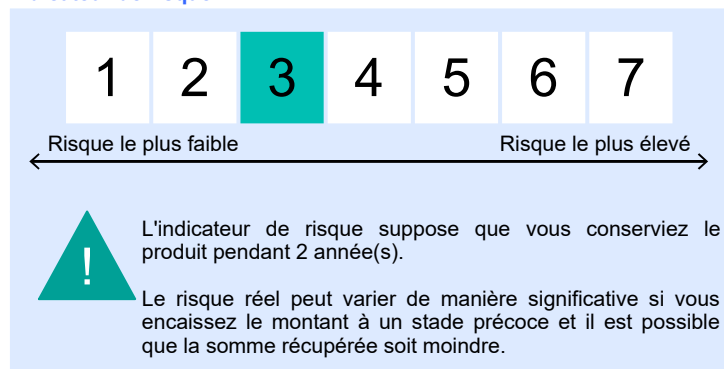 1 2 3 4 5 6 7
Risque le plus faible Risque le plus élevé
! L'indicateur de risque suppose que vous conserviez le
produit pendant 2 année(s).
Le risque réel peut varier de manière significative si vous
encaissez le montant à un stade précoce et il est possible
que la somme récupérée soit moindre.